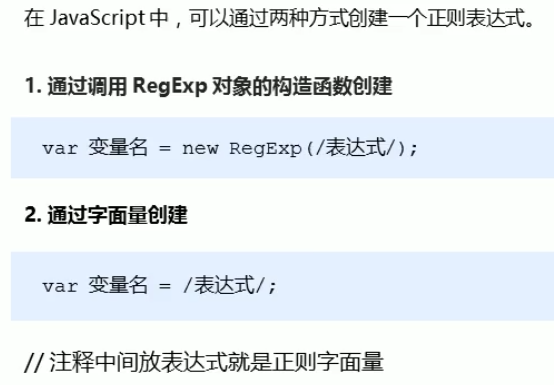 在 JavaScript 中，可以通过两种方式创建一个正则表达式。
1. 通过调用 RegExp 对象的构造函数创建
var 变量名 = new RegExp(/表达式/);
2. 通过字面量创建
var 变量名 = /表达式/;
// 注释中间放表达式就是正则字面量